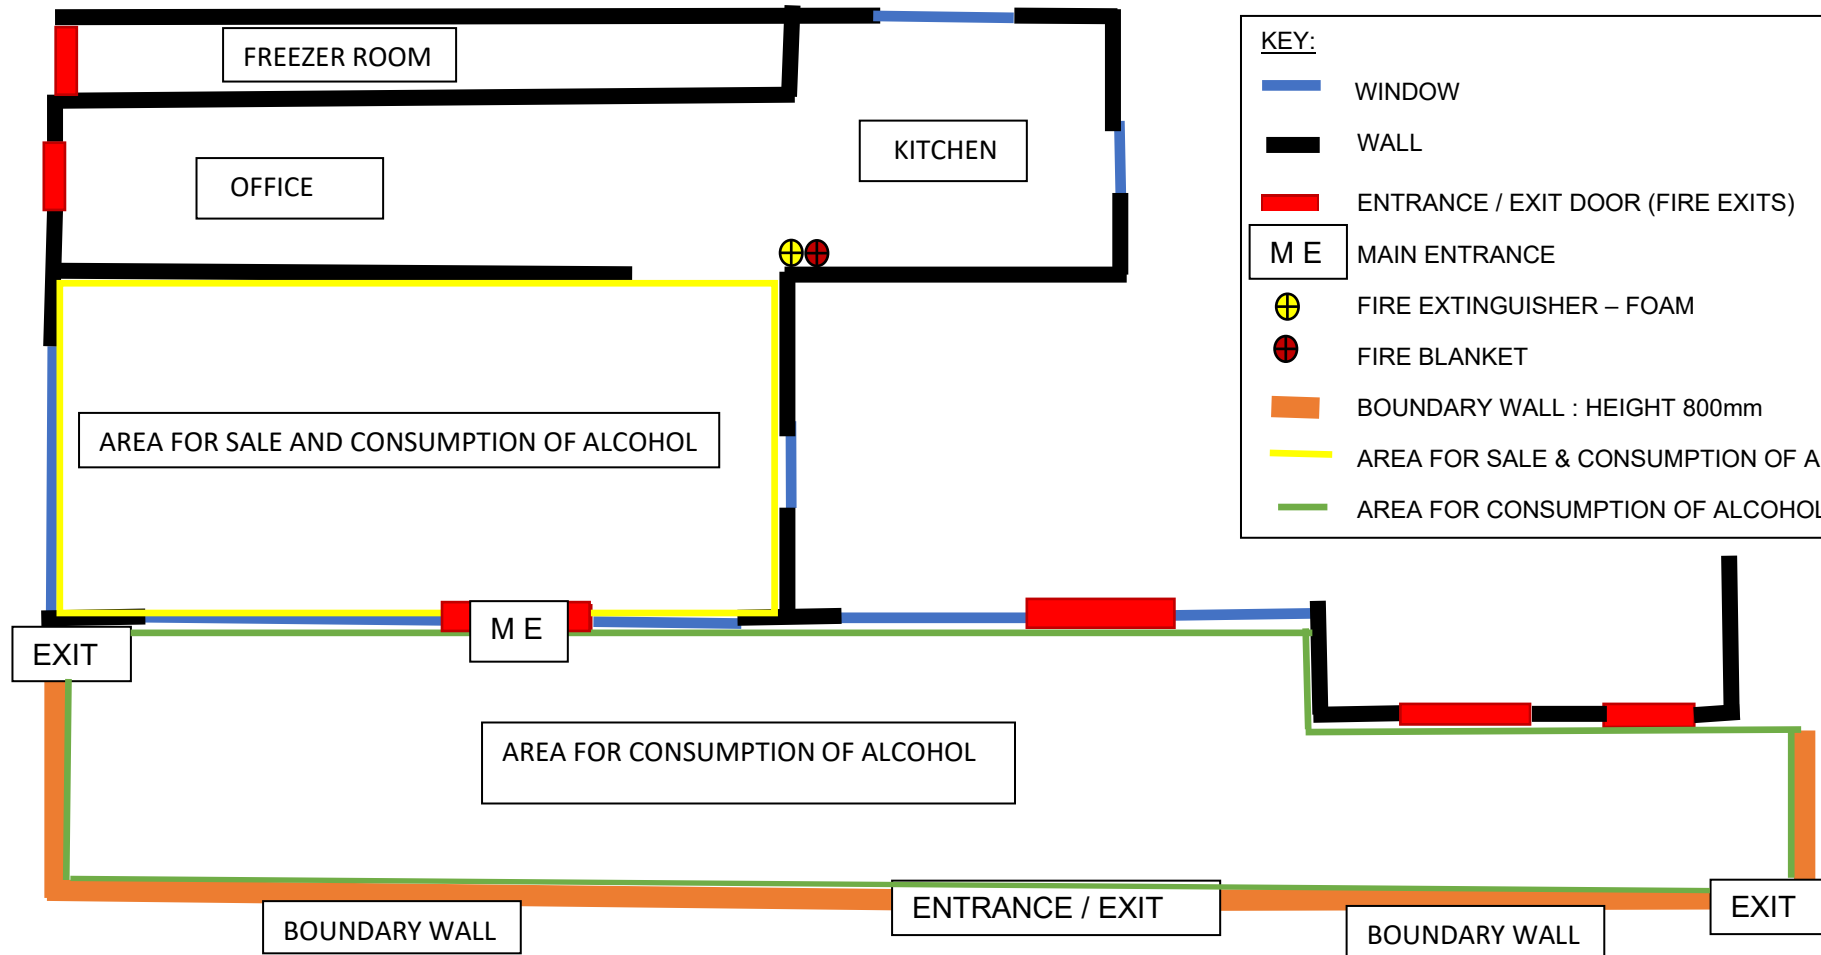 FREEZER ROOM
KITCHEN
OFFICE
AREA FOR SALE AND CONSUMPTION OF ALCOHOL
M E
EXIT
AREA FOR CONSUMPTION OF ALCOHOL
ENTRANCE / EXIT
EXIT
BOUNDARY WALL
BOUNDARY WALL
KEY:
WINDOW
WALL
ENTRANCE / EXIT DOOR (FIRE EXITS)
M E MAIN ENTRANCE
FIRE EXTINGUISHER – FOAM
FIRE BLANKET
BOUNDARY WALL : HEIGHT 800mm
AREA FOR SALE & CONSUMPTION OF A
AREA FOR CONSUMPTION OF ALCOHOL